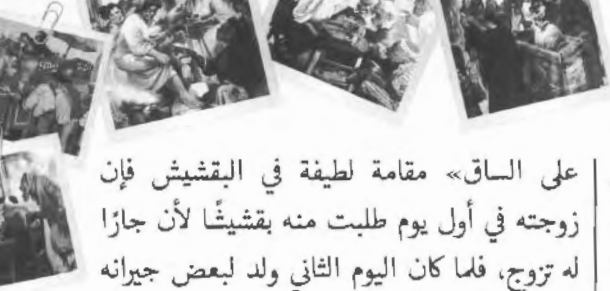 على الساق» مقامة لطيفة في البقشيش فإن
زوجته في أول يوم طلبت منه بقشيشًا لأن جارًا
له تزوج، فلما كان اليوم الثاني ولد لبعض جيرانه